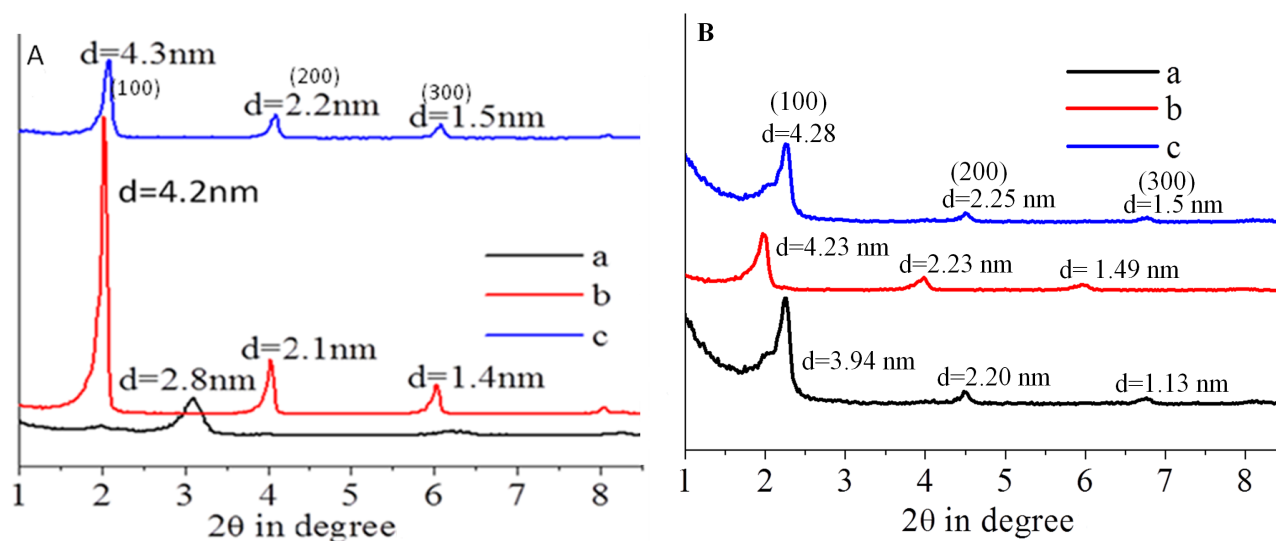 A
d=4.3nm
(100)
(200)
d=2.2nm
(300)
d=1.5nm
d=4.2nm
a
b
c
d=2.1nm
d=2.8nm
d=1.4nm
1 2 3 4 5 6 7 8
2θ in degree
B
a
b
c
(100)
d=4.28
(200)
d=2.25 nm
(300)
d=1.5 nm
d=4.23 nm
d=2.23 nm
d= 1.49 nm
d=3.94 nm
d=2.20 nm
d=1.13 nm
1 2 3 4 5 6 7 8
2θ in degree